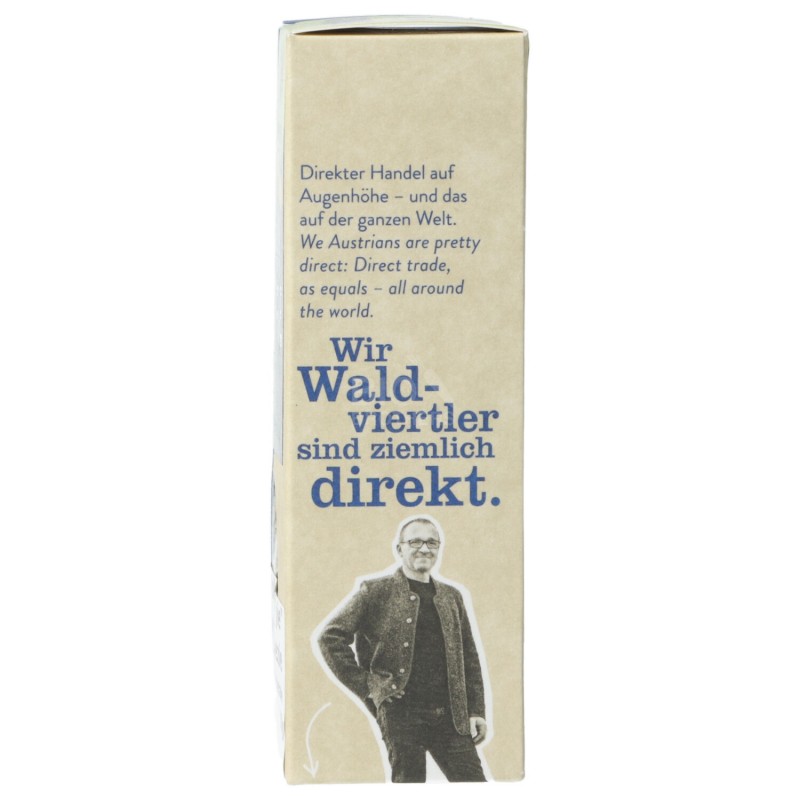 Direkter Handel auf
Augenhöhe – und das
auf der ganzen Welt.
We Austrians are pretty
direct: Direct trade,
as equals – all around
the world.
Wir
Wald-
viertler
sind ziemlich
direkt.